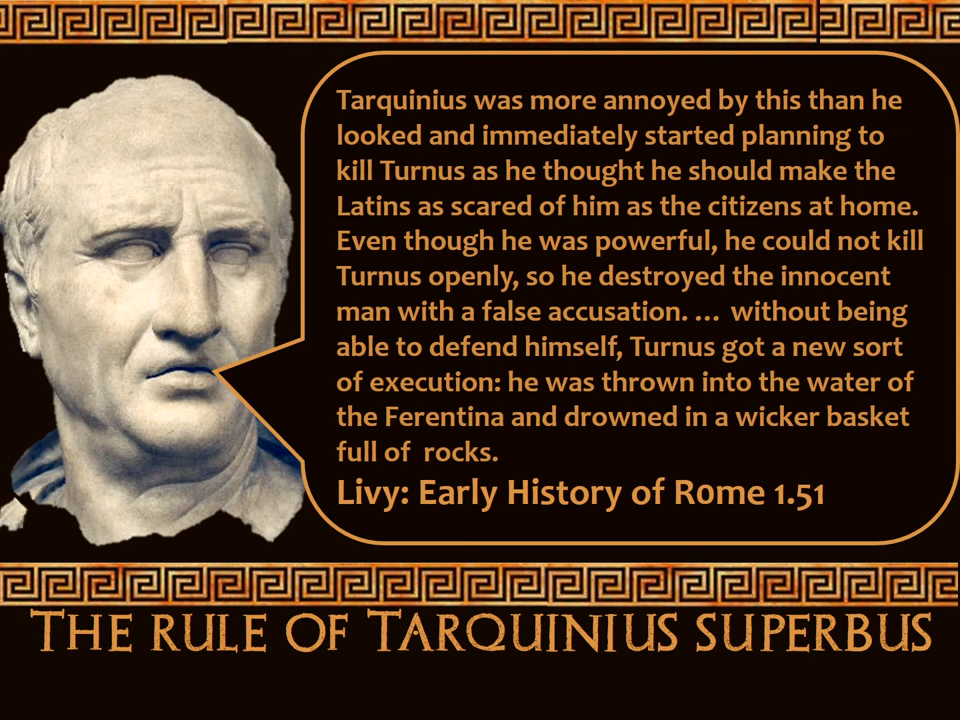 Tarquinius was more annoyed by this than he
looked and immediately started planning to
kill Turnus as he thought he should make the
Latins as scared of him as the citizens at home.
Even though he was powerful, he could not kill
Turnus openly, so he destroyed the innocent
man with a false accusation. … without being
able to defend himself, Turnus got a new sort
of execution: he was thrown into the water of
the Ferentina and drowned in a wicker basket
full of  rocks.
Livy: Early History of R0me 1.51
The rule of Tarquinius superbus